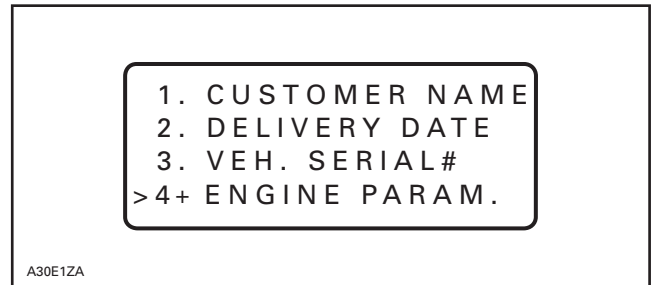 1. CUSTOMER NAME
2. DELIVERY DATE
3. VEH. SERIAL#
>4+ ENGINE PARAM.
A30E1ZA